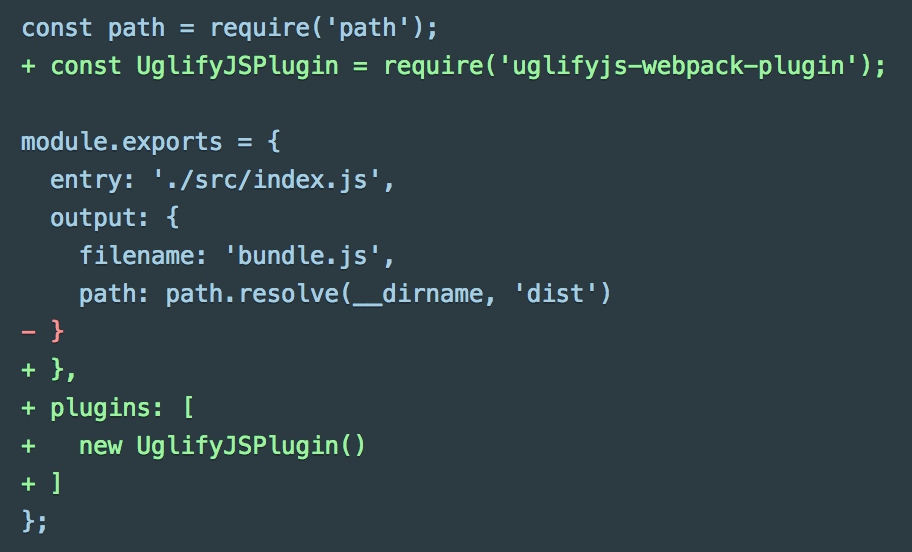 const path = require('path');
+ const UglifyJSPlugin = require('uglifyjs-webpack-plugin');
module.exports = {
  entry: './src/index.js',
  output: {
    filename: 'bundle.js',
    path: path.resolve(__dirname, 'dist')
- }
+ },
+ plugins: [
+   new UglifyJSPlugin()
+ ]
};